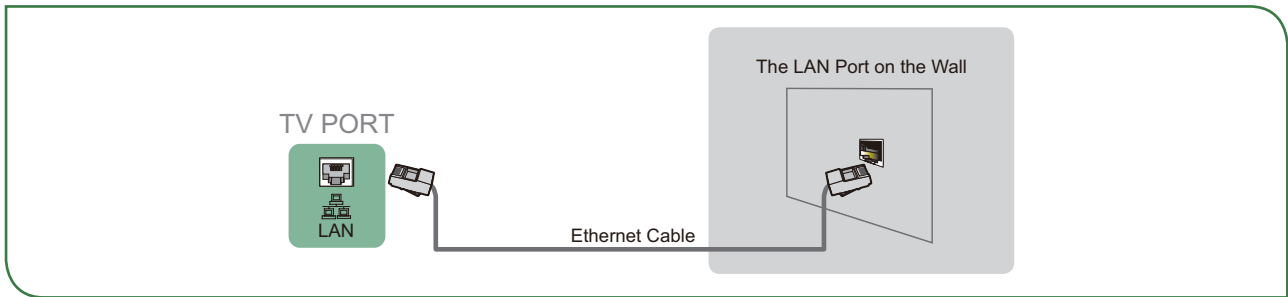 The LAN Port on the Wall
TV PORT
LAN
Ethernet Cable